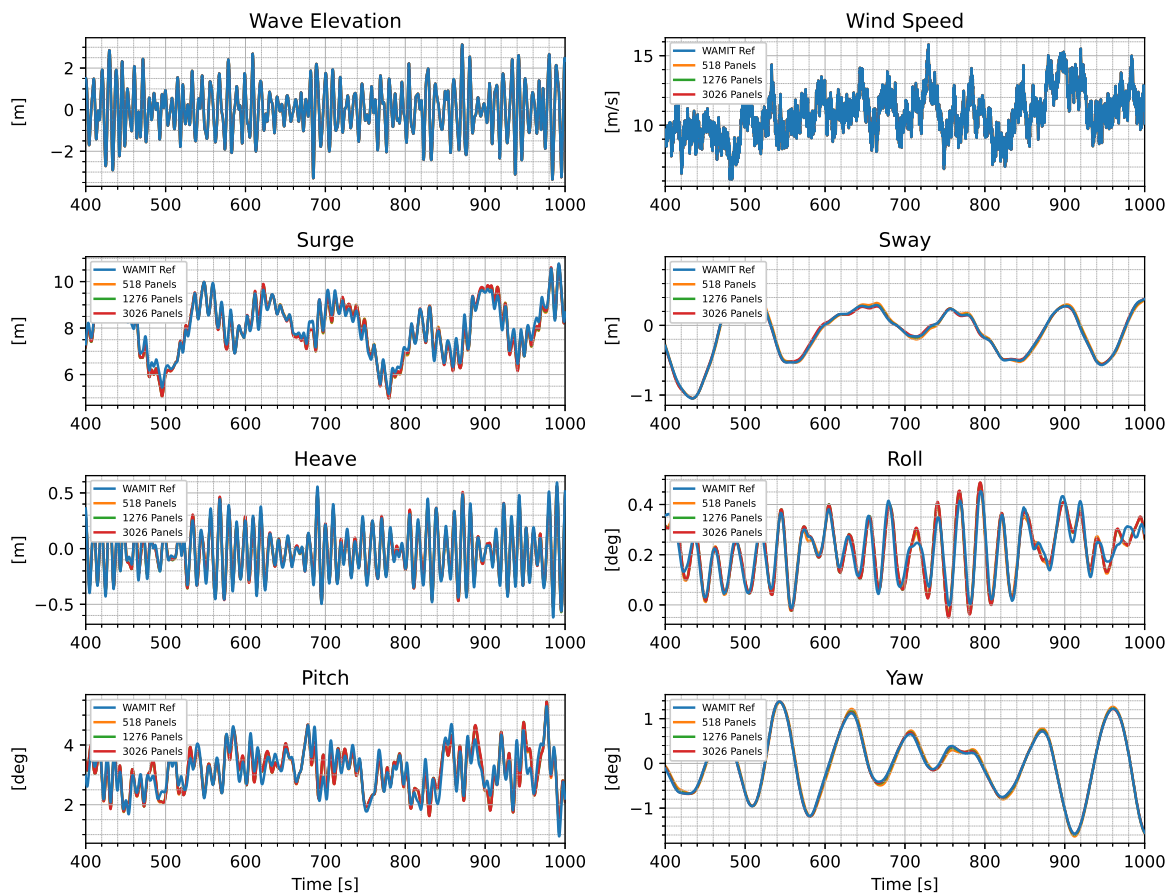 Wave Elevation
[m]
2
0
−2
400 500 600 700 800 900 1000
Wind Speed
[m/s]
15
10
WAMIT Ref
518 Panels
1276 Panels
3026 Panels
400 500 600 700 800 900 1000
Surge
[m]
10
8
6
WAMIT Ref
518 Panels
1276 Panels
3026 Panels
400 500 600 700 800 900 1000
Sway
[m]
0
−1
WAMIT Ref
518 Panels
1276 Panels
3026 Panels
400 500 600 700 800 900 1000
Heave
[m]
0.5
0.0
−0.5
WAMIT Ref
518 Panels
1276 Panels
3026 Panels
400 500 600 700 800 900 1000
Roll
[deg]
0.4
0.2
0.0
WAMIT Ref
518 Panels
1276 Panels
3026 Panels
400 500 600 700 800 900 1000
Pitch
[deg]
4
2
WAMIT Ref
518 Panels
1276 Panels
3026 Panels
400 500 600 700 800 900 1000
Time [s]
Yaw
[deg]
1
0
−1
WAMIT Ref
518 Panels
1276 Panels
3026 Panels
400 500 600 700 800 900 1000
Time [s]